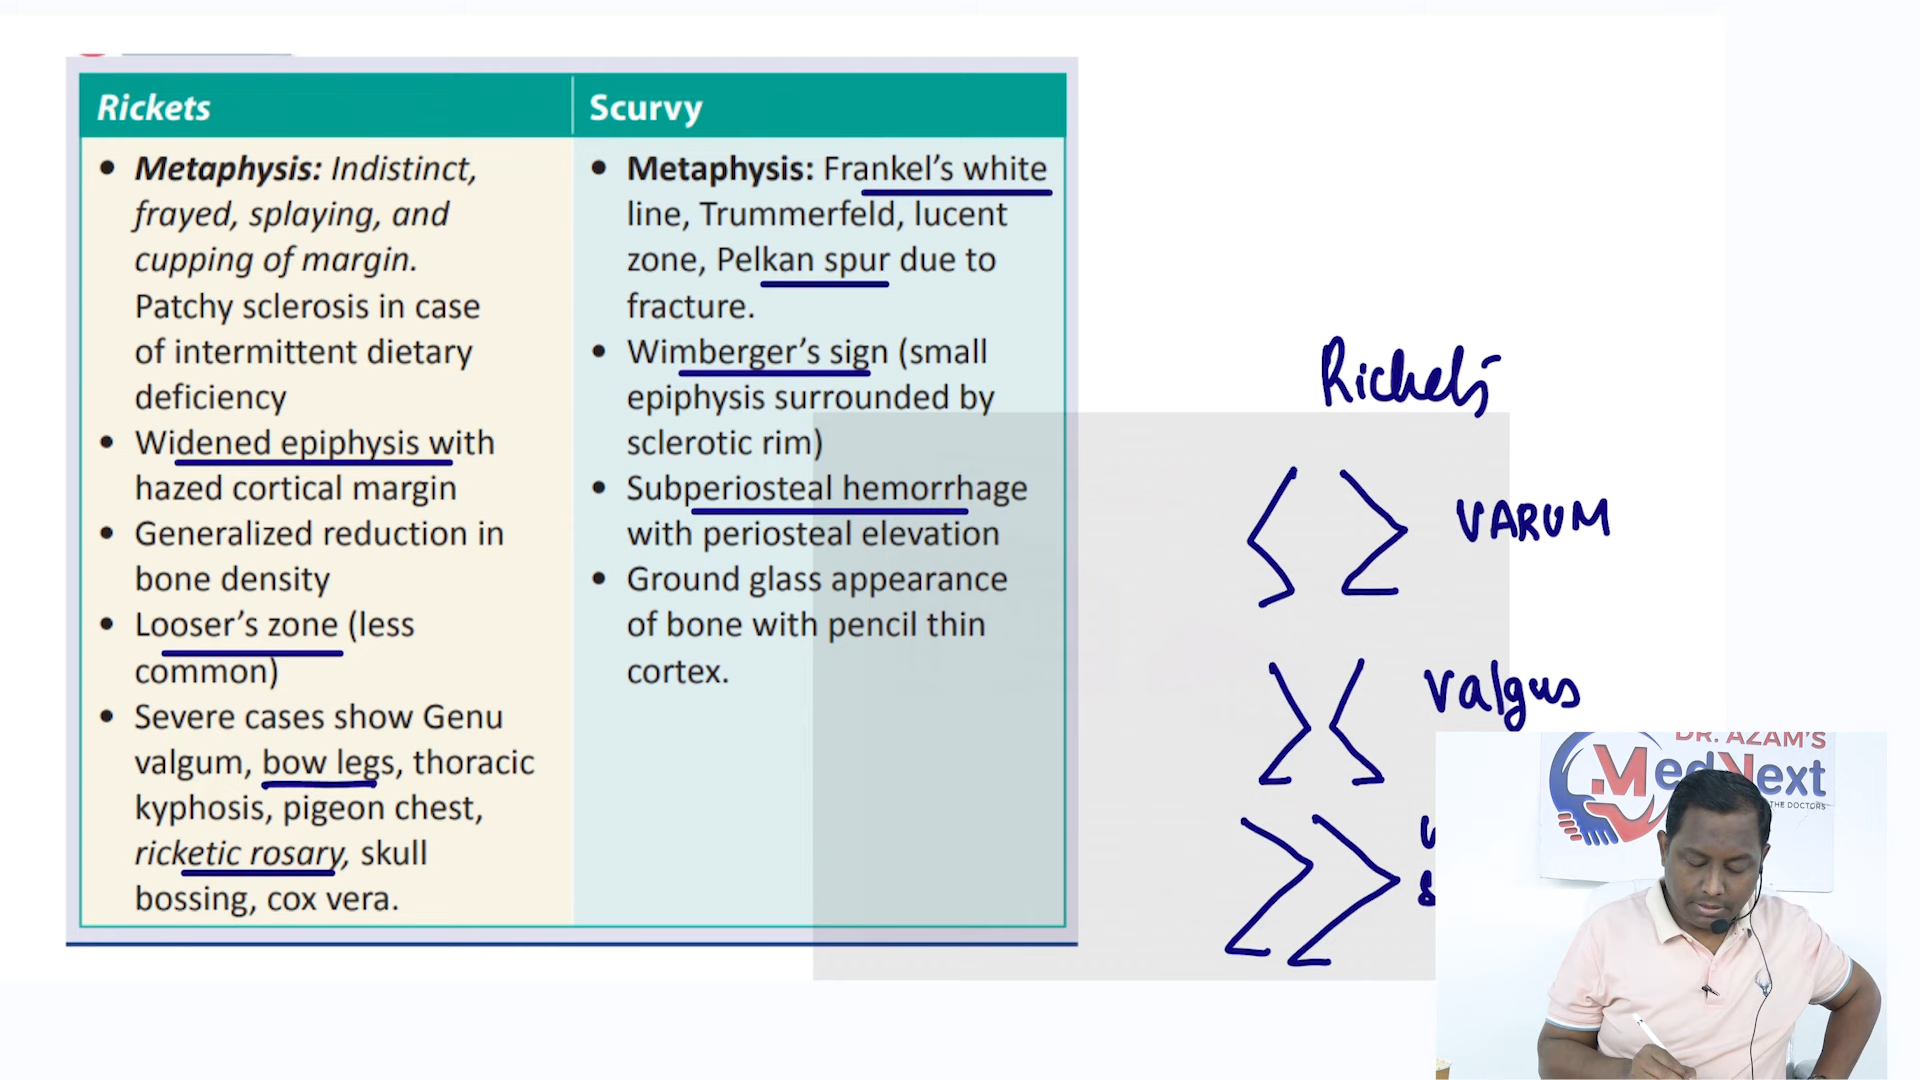 Rickets
Scurvy
• Metaphysis: Indistinct,
frayed, splaying, and
cupping of margin.
Patchy sclerosis in case
of intermittent dietary
deficiency
• Widened epiphysis with
hazed cortical margin
• Generalized reduction in
bone density
• Looser’s zone (less
common)
• Severe cases show Genu
valgum, bow legs, thoracic
kyphosis, pigeon chest,
ricketic rosary, skull
bossing, cox vera.
• Metaphysis: Frankel’s white
line, Trummerfeld, lucent
zone, Pelkan spur due to
fracture.
• Wimberger’s sign (small
epiphysis surrounded by
sclerotic rim)
• Subperiosteal hemorrhage
with periosteal elevation
• Ground glass appearance
of bone with pencil thin
cortex.
Rickets
VARUM
Valgus
DR. AZAM'S
MedNext
THE DOCTORS